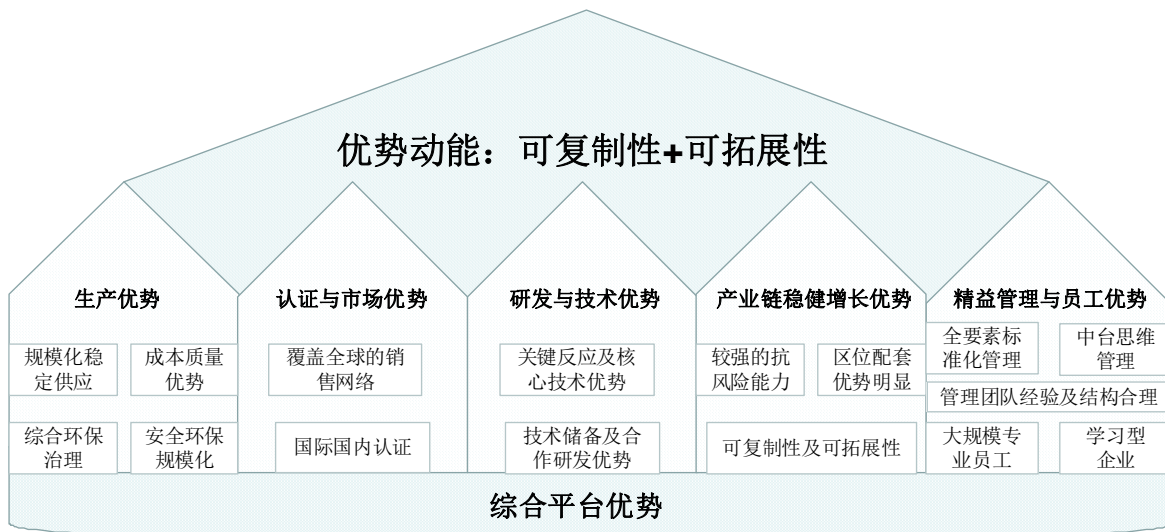 优势动能：可复制性+可拓展性
生产优势
规模化稳
定供应
成本质量
优势
综合环保
治理
安全环保
规模化
认证与市场优势
覆盖全球的销
售网络
国际国内认证
研发与技术优势
关键反应及核
心技术优势
技术储备及合
作研发优势
产业链稳健增长优势
较强的抗
风险能力
区位配套
优势明显
可复制性及可拓展性
精益管理与员工优势
全要素标
准化管理
中台思维
管理
管理团队经验及结构合理
大规模专
业员工
学习型
企业
综合平台优势